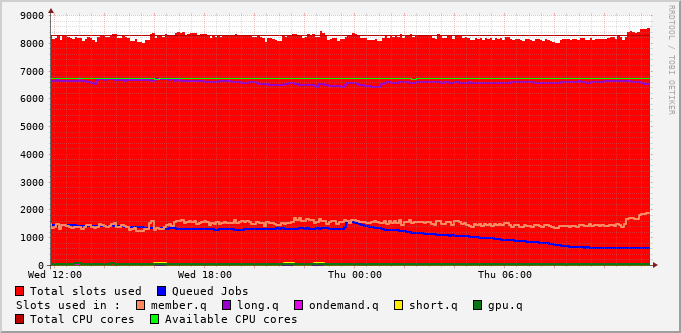 9000
8000
7000
6000
5000
4000
3000
2000
1000
0
Wed 12:00 Wed 18:00 Thu 00:00 Thu 06:00
Total slots used Queued Jobs
Slots used in : member.q long.q ondemand.q short.q gpu.q
Total CPU cores Available CPU cores
RRDTOOL / TOBI OETIKER